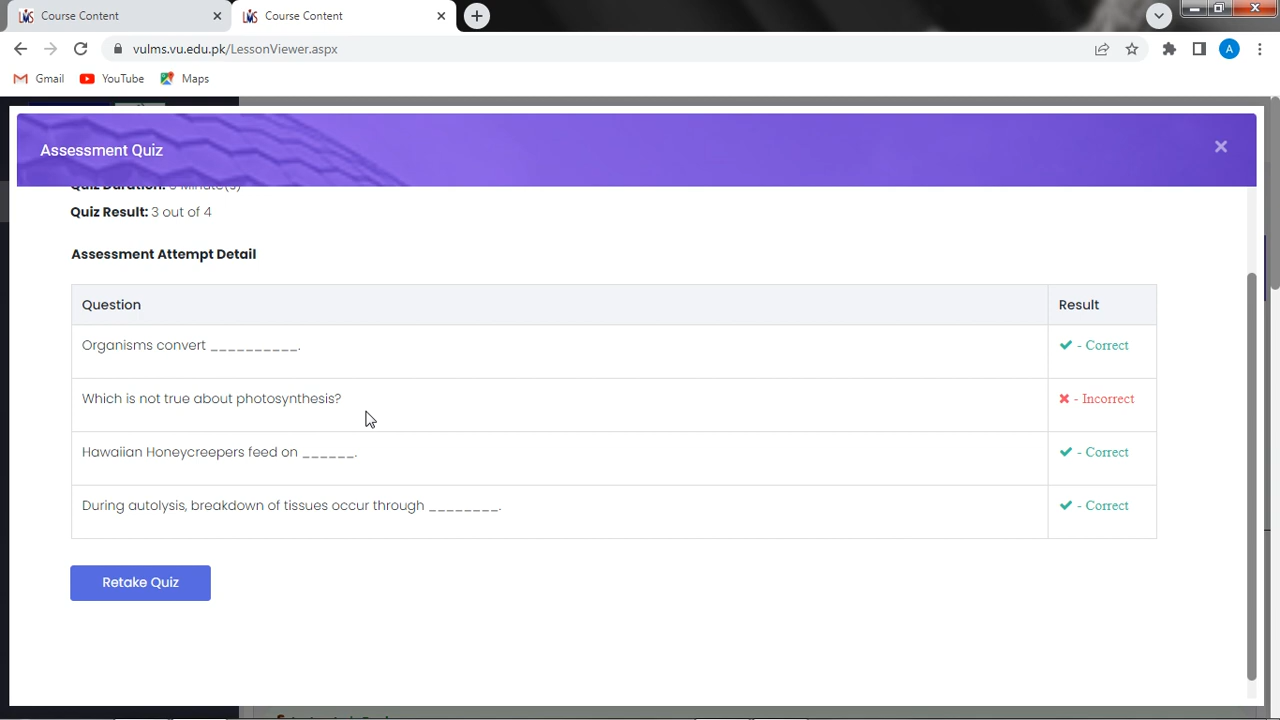 Course Content
Course Content
vulms.vu.edu.pk/LessonViewer.aspx
A
Gmail YouTube Maps
Assessment Quiz
Quiz Duration: Minute(s)
Quiz Result: 3 out of 4
Assessment Attempt Detail
Question Result
Organisms convert __________. - Correct
Which is not true about photosynthesis? - Incorrect
Hawaiian Honeycreepers feed on ______. - Correct
During autolysis, breakdown of tissues occur through ________. - Correct
Retake Quiz